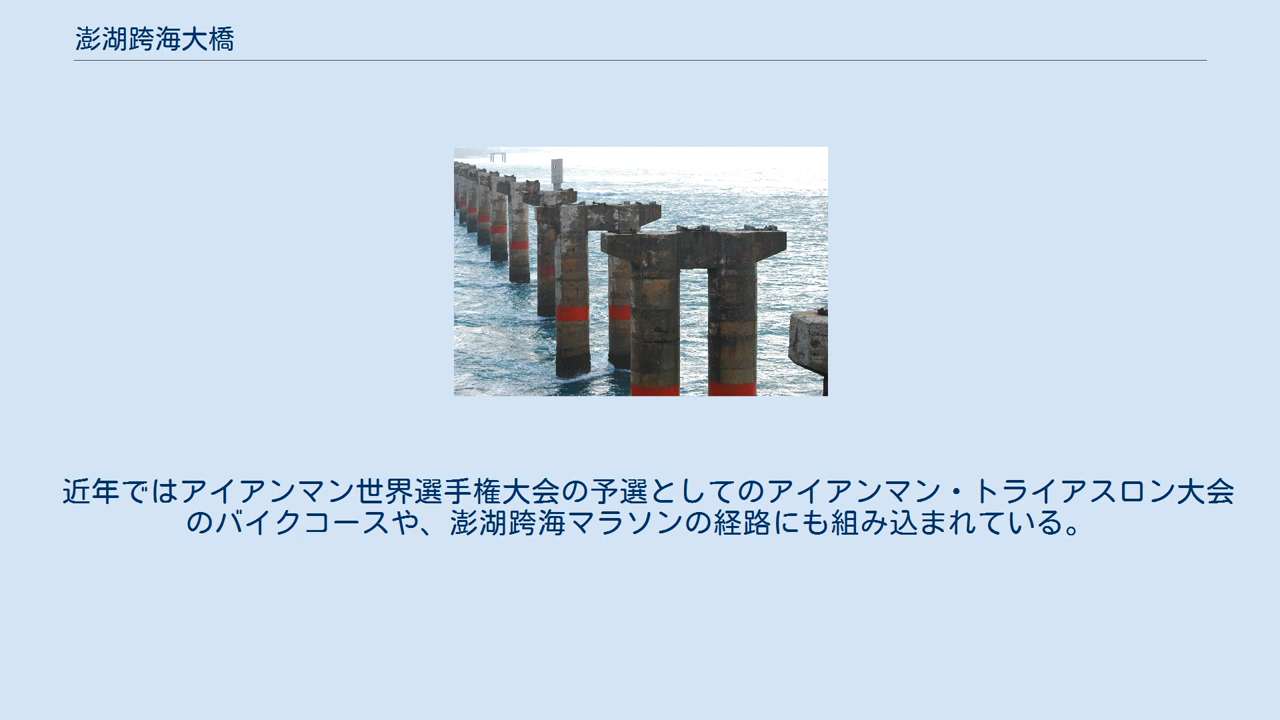 澎湖跨海大橋
近年ではアイアンマン世界選手権大会の予選としてのアイアンマン・トライアスロン大会
のバイクコースや、澎湖跨海マラソンの経路にも組み込まれている。